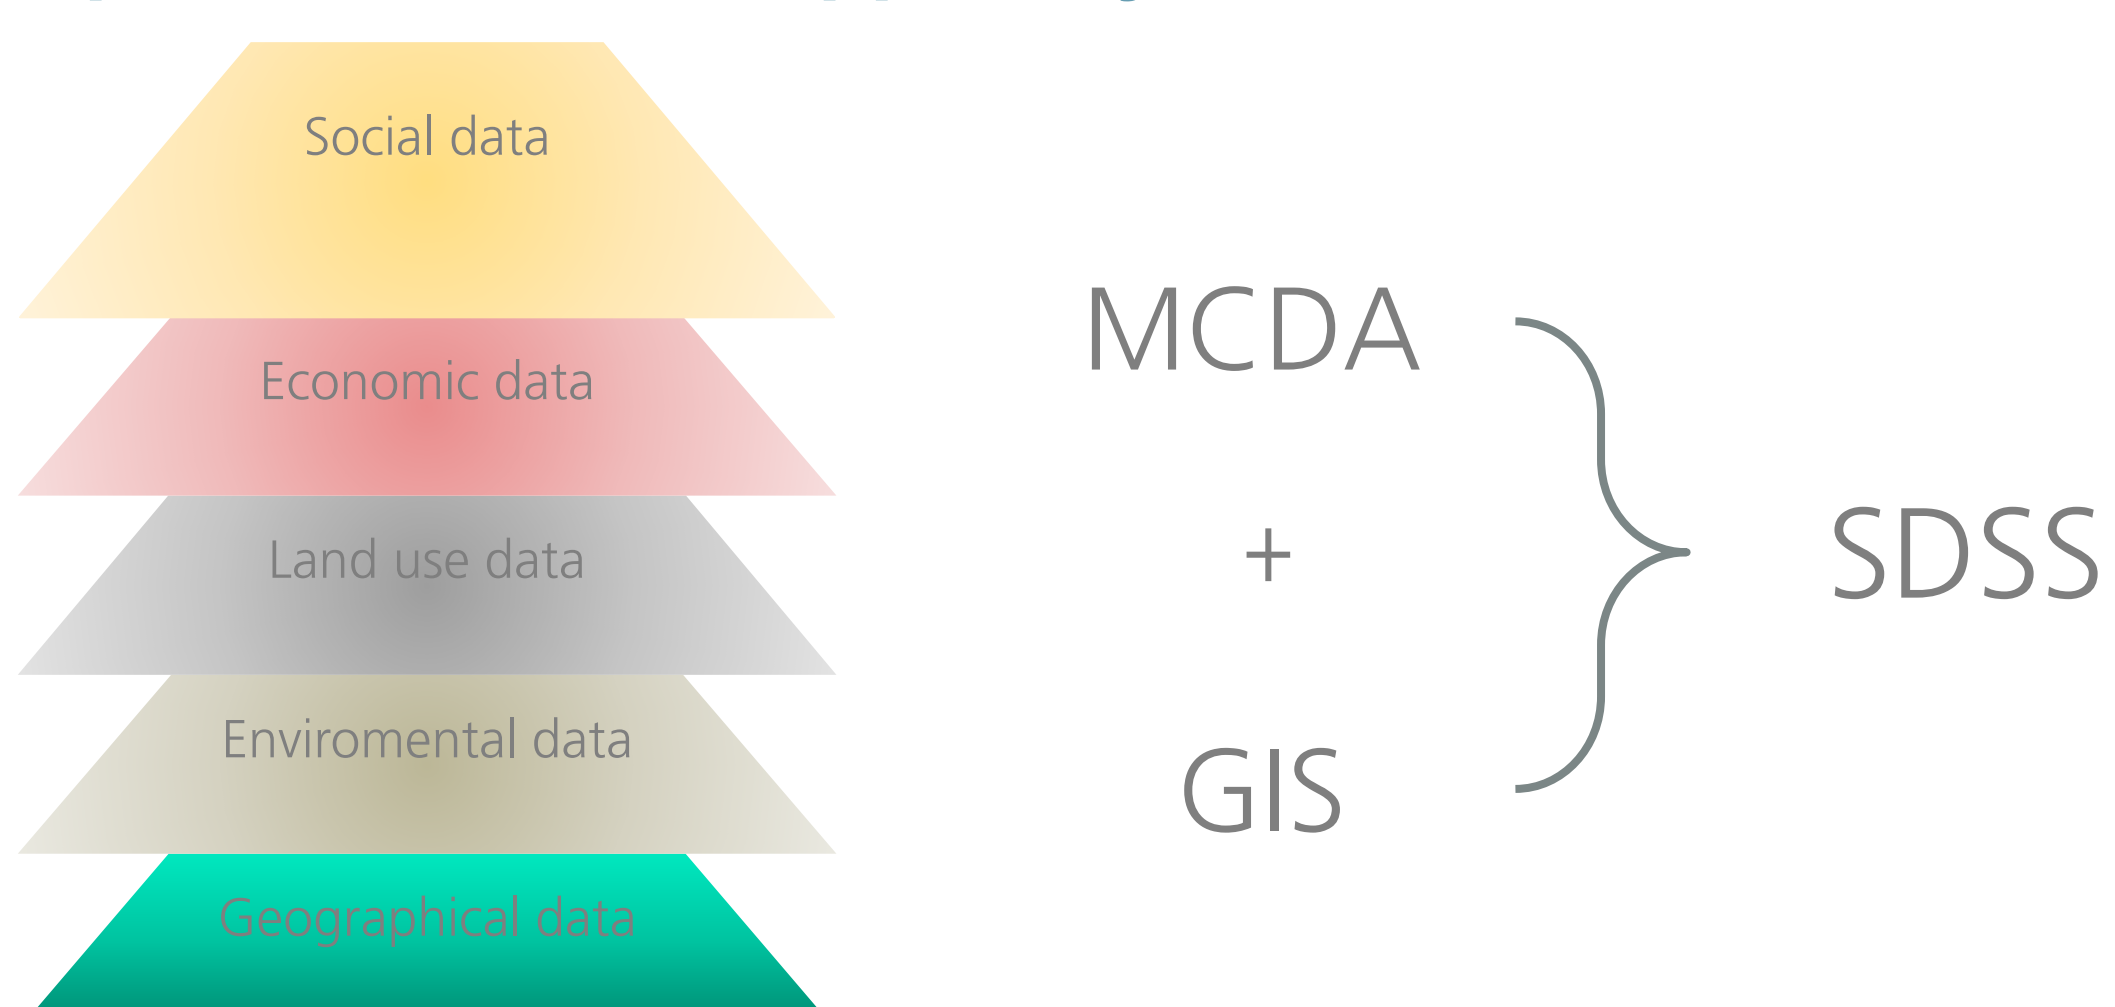 Social data
Economic data
Land use data
Enviromental data
Geographical data
MCDA
+
GIS
SDSS